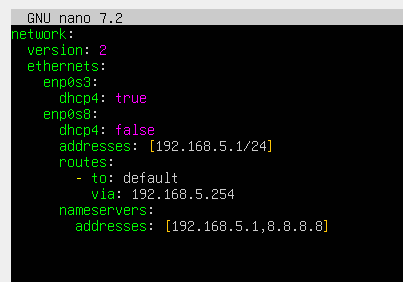 GNU nano 7.2
network:
  version: 2
  ethernets:
    enp0s3:
      dhcp4: true
    enp0s8:
      dhcp4: false
      addresses: [192.168.5.1/24]
      routes:
        - to: default
          via: 192.168.5.254
      nameservers:
        addresses: [192.168.5.1,8.8.8.8]